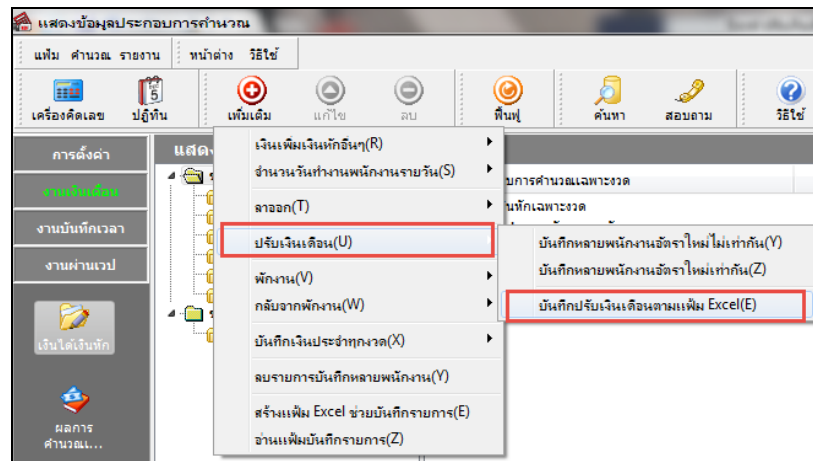 แสดงข้อมูลประกอบการคำนวณ
แฟ้ม คำนวณ รายงาน หน้าต่าง วิธีใช้
5
เครื่องคิดเลข ปฏิทิน เพิ่มเติม แก้ไข ลบ ฟื้นฟู ค้นหา สอบถาม วิธีใช้
การตั้งค่า
งานเงินเดือน
งานบันทึกเวลา
งานผ่านเวป
เงินได้เงินหัก
ผลการ
คำนวณ...
แสดง
เงินเพิ่มเงินหักอื่นๆ(R)
จำนวนวันทำงานพนักงานรายวัน(S)
ลาออก(T)
ปรับเงินเดือน(U)
พักงาน(V)
กลับจากพักงาน(W)
บันทึกเงินประจำทุกงวด(X)
ลบรายการบันทึกหลายพนักงาน(Y)
สร้างแฟ้ม Excel ช่วยบันทึกรายการ(E)
อ่านแฟ้มบันทึกรายการ(Z)
บการคำนวณเฉพาะงวด
นหักเฉพาะงวด
บันทึกหลายพนักงานอัตราใหม่ไม่เท่ากัน(Y)
บันทึกหลายพนักงานอัตราใหม่เท่ากัน(Z)
บันทึกปรับเงินเดือนตามแฟ้ม Excel(E)